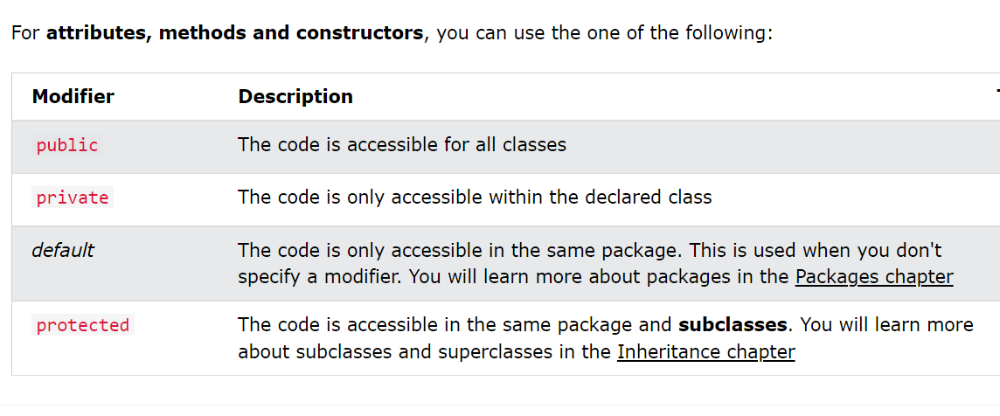 For attributes, methods and constructors, you can use the one of the following:
Modifier Description
public The code is accessible for all classes
private The code is only accessible within the declared class
default The code is only accessible in the same package. This is used when you don't
specify a modifier. You will learn more about packages in the Packages chapter
protected The code is accessible in the same package and subclasses. You will learn more
about subclasses and superclasses in the Inheritance chapter